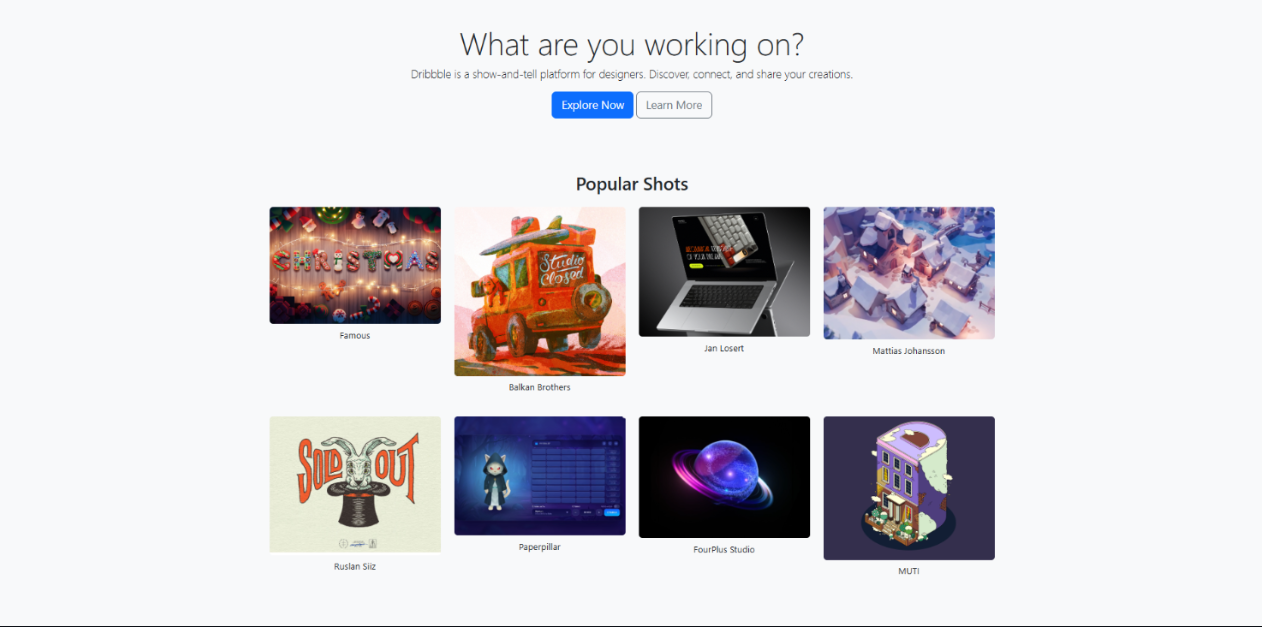 What are you working on?
Dribbble is a show-and-tell platform for designers. Discover, connect, and share your creations.
Explore Now
Learn More
Popular Shots
CHRISTMAS
Studio
Closed
Famous
Balkan Brothers
Jan Losert
Mattias Johansson
SOLD OUT
Ruslan Siiz
Paperpillar
FourPlus Studio
MUTI